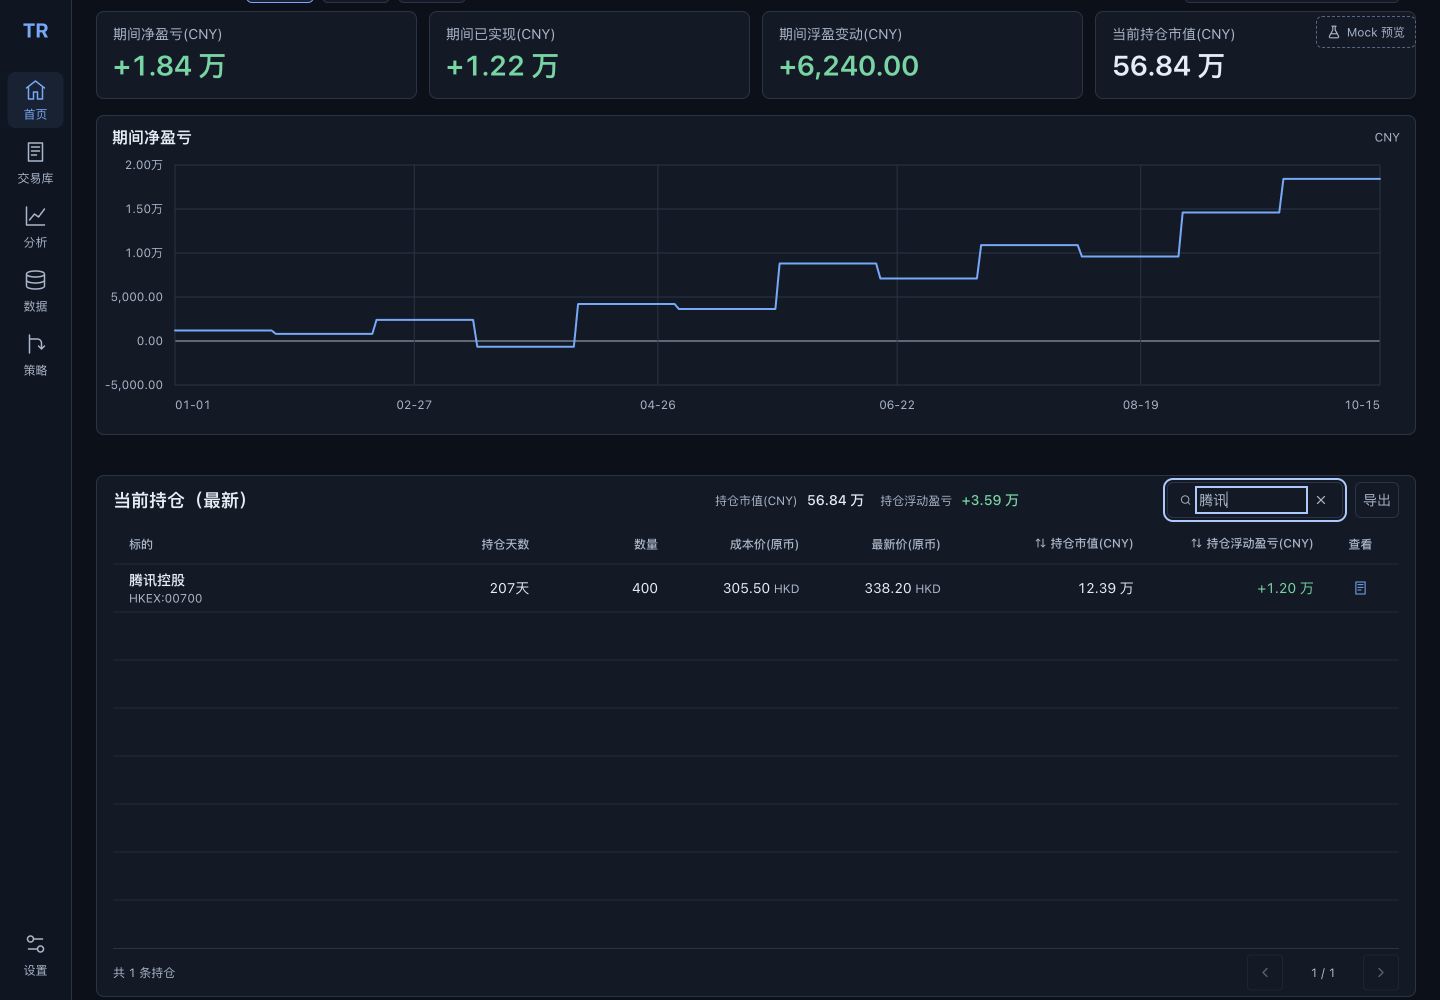 TR
首页
交易库
分析
数据
策略
设置
期间净盈亏(CNY)
+1.84 万
期间已实现(CNY)
+1.22 万
期间浮盈变动(CNY)
+6,240.00
当前持仓市值(CNY)
56.84 万
Mock 预览
期间净盈亏
CNY
2.00万
1.50万
1.00万
5,000.00
0.00
-5,000.00
01-01 02-27 04-26 06-22 08-19 10-15
当前持仓（最新） 持仓市值(CNY) 56.84 万 持仓浮动盈亏 +3.59 万 腾讯 导出
标的 持仓天数 数量 成本价(原币) 最新价(原币) 持仓市值(CNY) 持仓浮动盈亏(CNY) 查看
腾讯控股 207天 400 305.50 HKD 338.20 HKD 12.39 万 +1.20 万
HKEX:00700
共 1 条持仓 1 / 1